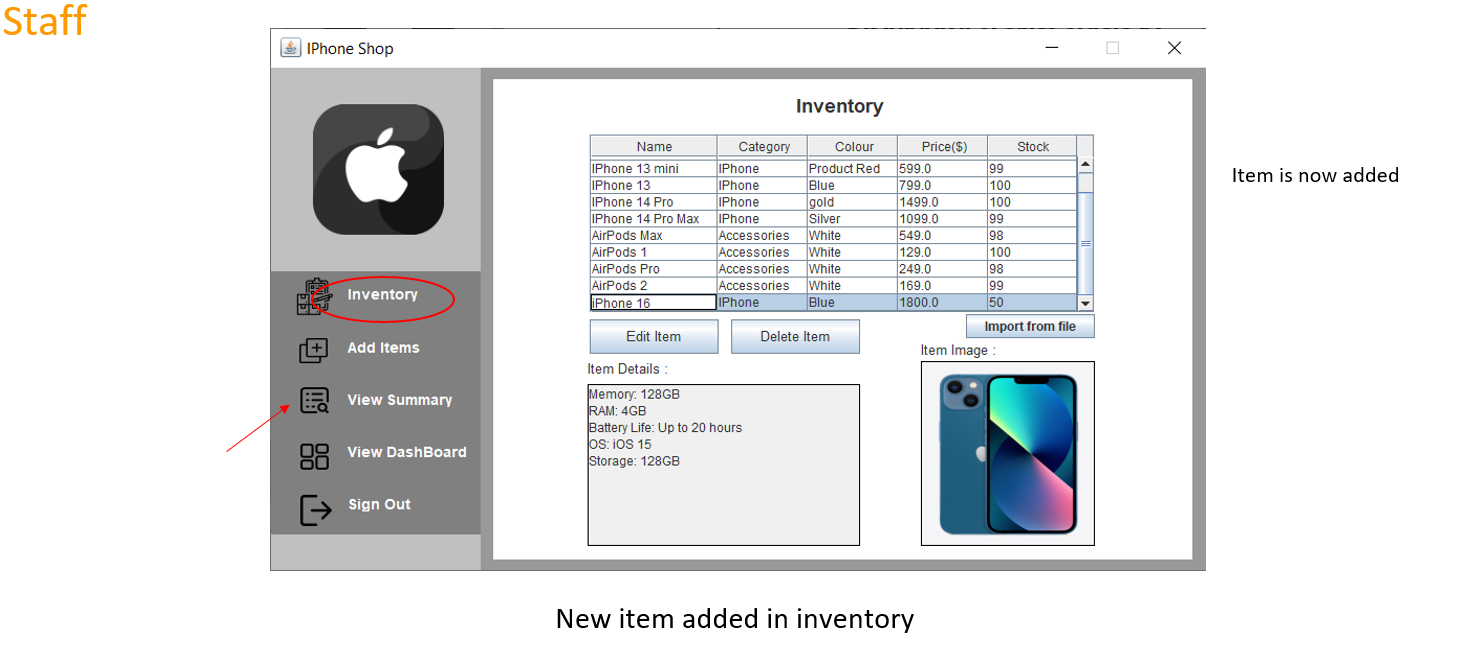 Staff
IPhone Shop
Inventory
Add Items
View Summary
View DashBoard
Sign Out
Inventory
Name Category Colour Price($) Stock
IPhone 13 mini IPhone Product Red 599.0 99
IPhone 13 IPhone Blue 799.0 100
IPhone 14 Pro IPhone gold 1499.0 100
IPhone 14 Pro Max IPhone Silver 1099.0 99
AirPods Max Accessories White 549.0 98
AirPods 1 Accessories White 129.0 100
AirPods Pro Accessories White 249.0 98
AirPods 2 Accessories White 169.0 99
iPhone 16 IPhone Blue 1800.0 50
Edit Item Delete Item Import from file
Item Details :
Memory: 128GB
RAM: 4GB
Battery Life: Up to 20 hours
OS: iOS 15
Storage: 128GB
Item Image :
Item is now added
New item added in inventory